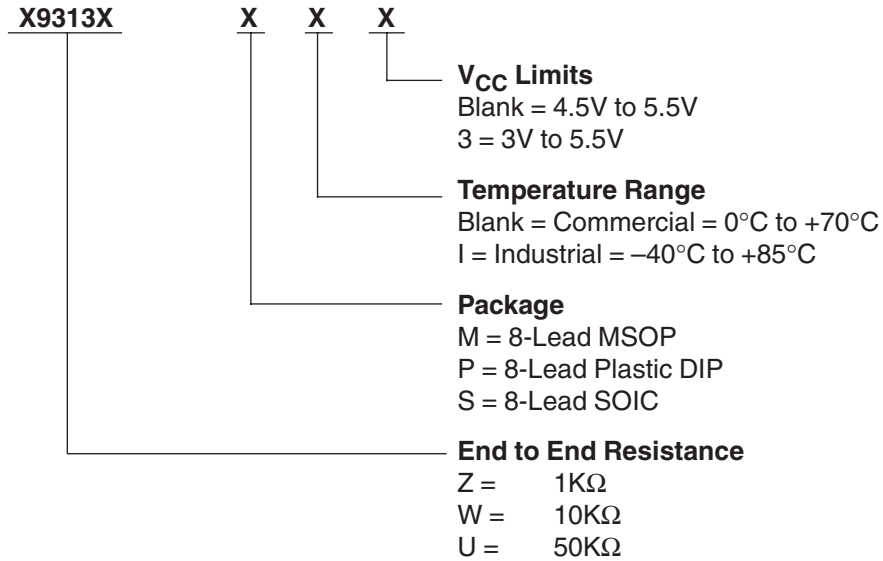 X9313X X X X
V_CC Limits
Blank = 4.5V to 5.5V
3 = 3V to 5.5V
Temperature Range
Blank = Commercial = 0°C to +70°C
I = Industrial = –40°C to +85°C
Package
M = 8-Lead MSOP
P = 8-Lead Plastic DIP
S = 8-Lead SOIC
End to End Resistance
Z = 1KΩ
W = 10KΩ
U = 50KΩ